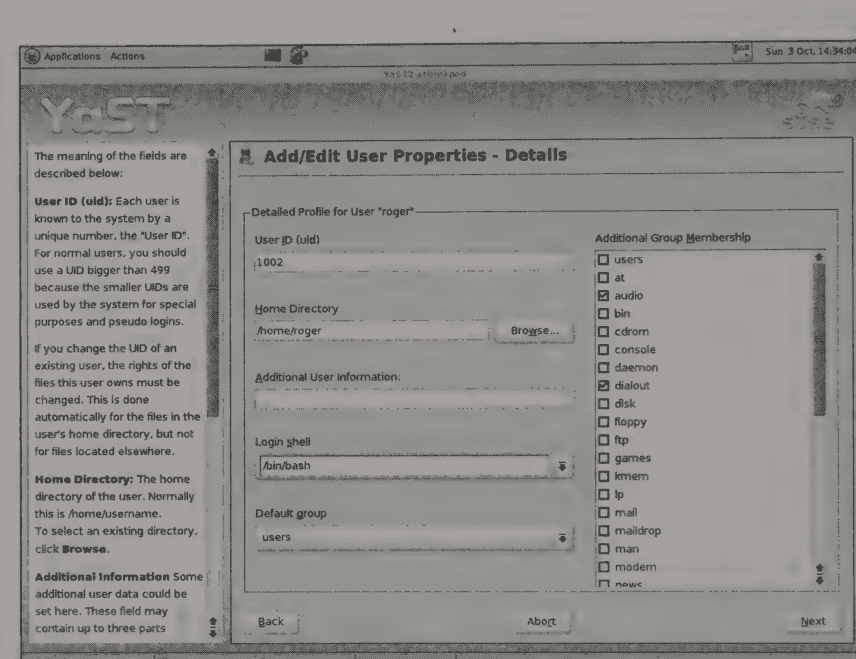 Applications Actions
Sun 3 Oct, 14:34:04
YaST2 @thinkpad
YaST
The meaning of the fields are
described below:
User ID (uid): Each user is
known to the system by a
unique number, the "User ID".
For normal users, you should
use a UID bigger than 499
because the smaller UIDs are
used by the system for special
purposes and pseudo logins.
If you change the UID of an
existing user, the rights of the
files this user owns must be
changed. This is done
automatically for the files in the
user's home directory, but not
for files located elsewhere.
Home Directory: The home
directory of the user. Normally
this is /home/username.
To select an existing directory,
click Browse.
Additional Information Some
additional user data could be
set here. These field may
contain up to three parts
Add/Edit User Properties - Details
Detailed Profile for User "roger"
User ID (uid)
1002
Home Directory
/home/roger
Browse...
Additional User Information:
Login shell
/bin/bash
Default group
users
Additional Group Membership
users
at
audio
bin
cdrom
console
daemon
dialout
disk
floppy
ftp
games
kmem
lp
mail
maildrop
man
modem
news
Back
Abort
Next